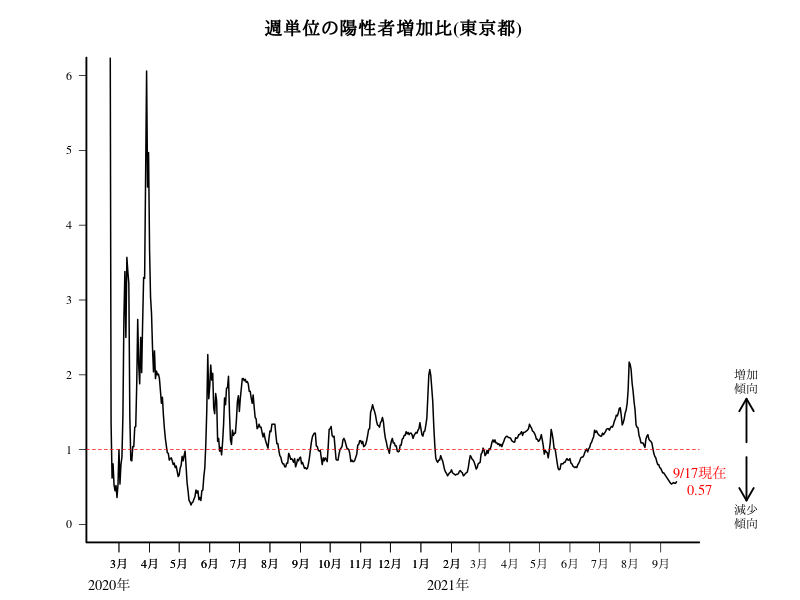 週単位の陽性者増加比(東京都)
6
5
4
3
2
1
0
増加
傾向
9/17現在
0.57
減少
傾向
3月 4月 5月 6月 7月 8月 9月 10月 11月 12月 1月 2月 3月 4月 5月 6月 7月 8月 9月
2020年 2021年